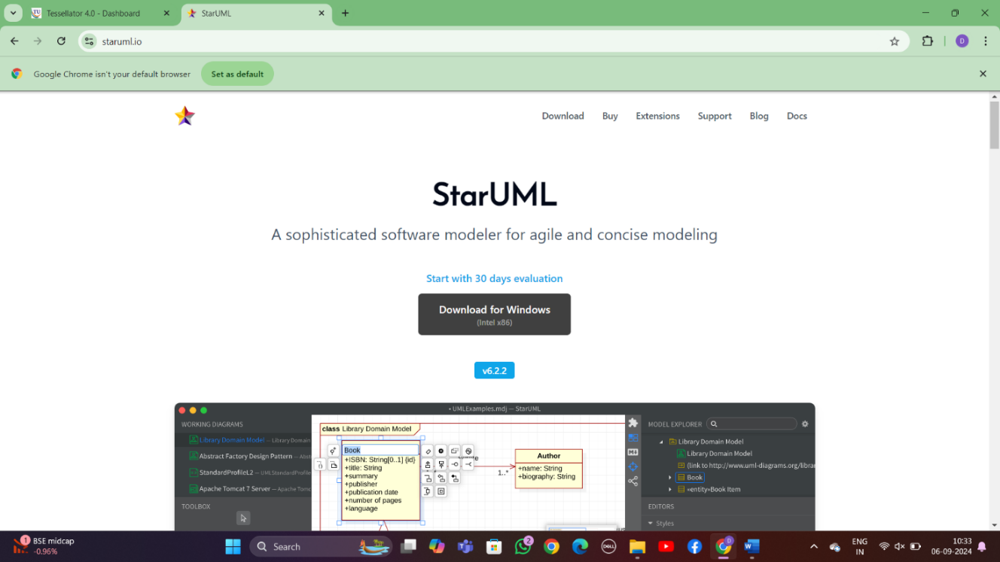 TU Tessellator 4.0 - Dashboard
StarUML
staruml.io
D
Google Chrome isn't your default browser
Set as default
Download Buy Extensions Support Blog Docs
StarUML
A sophisticated software modeler for agile and concise modeling
Start with 30 days evaluation
Download for Windows
(Intel x86)
v6.2.2
• UMLExamples.mdj — StarUML
WORKING DIAGRAMS
Library Domain Model — Library Domain
Abstract Factory Design Pattern — Abst
StandardProfileL2 — UMLStandardProfile
Apache Tomcat 7 Server — Apache Tomc
TOOLBOX
class Library Domain Model
Book
+ISBN: String[0..1] {id}
+title: String
+summary
+publisher
+publication date
+number of pages
+language
1..*
Author
+name: String
+biography: String
MODEL EXPLORER
Library Domain Model
Library Domain Model
(link to http://www.uml-diagrams.org/librar
Book
«entity»Book Item
EDITORS
Styles
1
BSE midcap
-0.96%
Search
2
DELL
D
W
ENG
IN
10:33
06-09-2024